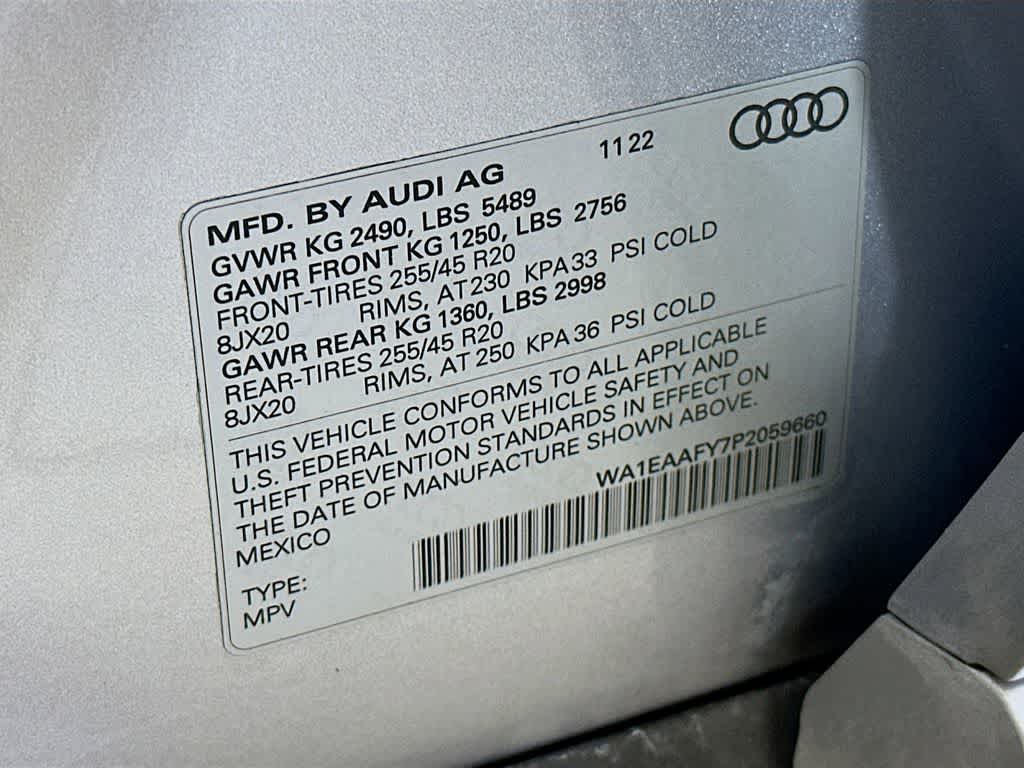 MFD. BY AUDI AG 11 22
GVWR KG 2490, LBS 5489
GAWR FRONT KG 1250, LBS 2756
FRONT-TIRES 255/45 R20
8JX20 RIMS, AT 230 KPA 33 PSI COLD
GAWR REAR KG 1360, LBS 2998
REAR-TIRES 255/45 R20
8JX20 RIMS, AT 250 KPA 36 PSI COLD
THIS VEHICLE CONFORMS TO ALL APPLICABLE
U.S. FEDERAL MOTOR VEHICLE SAFETY AND
THEFT PREVENTION STANDARDS IN EFFECT ON
THE DATE OF MANUFACTURE SHOWN ABOVE.
MEXICO WA1EAAFY7P2059660
TYPE:
MPV